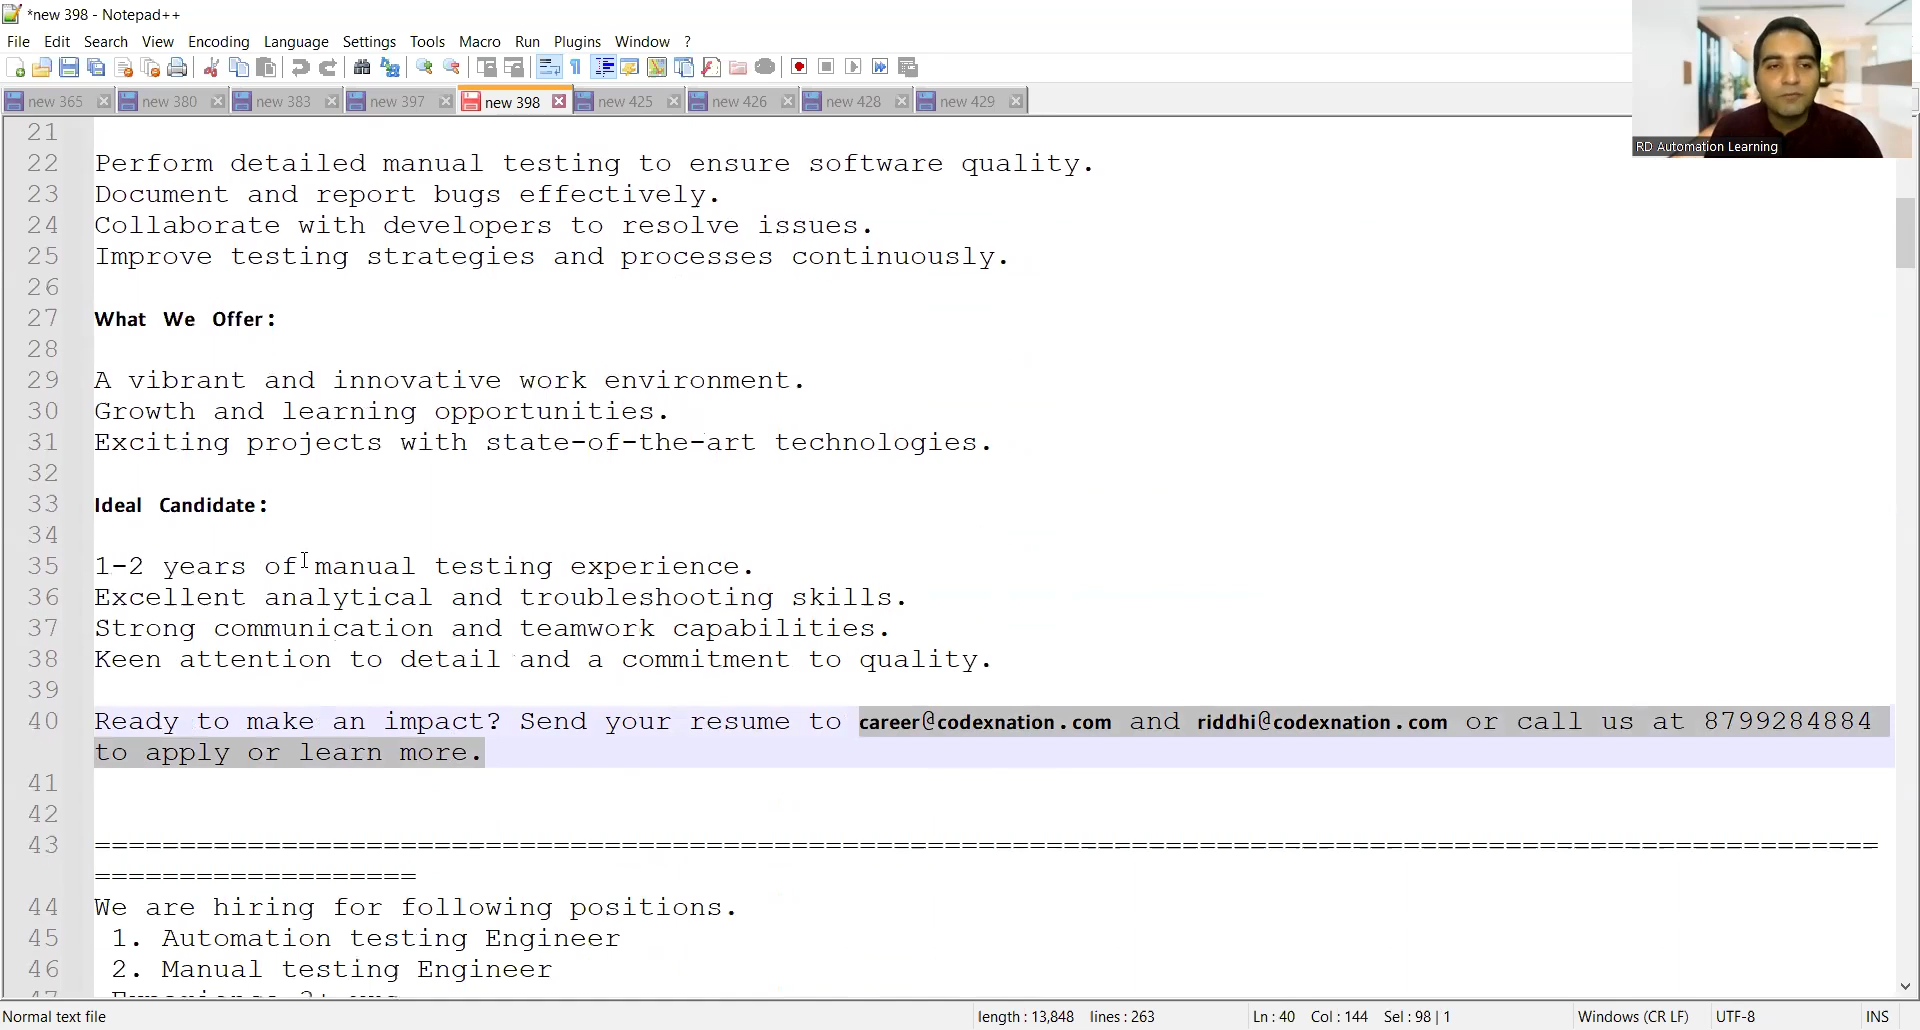 *new 398 - Notepad++
File Edit Search View Encoding Language Settings Tools Macro Run Plugins Window ?
new 365 new 380 new 383 new 397 new 398 new 425 new 426 new 428 new 429
RD Automation Learning
21
22 Perform detailed manual testing to ensure software quality.
23 Document and report bugs effectively.
24 Collaborate with developers to resolve issues.
25 Improve testing strategies and processes continuously.
26
27 What We Offer:
28
29 A vibrant and innovative work environment.
30 Growth and learning opportunities.
31 Exciting projects with state-of-the-art technologies.
32
33 Ideal Candidate:
34
35 1-2 years of manual testing experience.
36 Excellent analytical and troubleshooting skills.
37 Strong communication and teamwork capabilities.
38 Keen attention to detail and a commitment to quality.
39
40 Ready to make an impact? Send your resume to career@codexnation.com and riddhi@codexnation.com or call us at 8799284884
to apply or learn more.
41
42
43 =========================================================================================================
===================
44 We are hiring for following positions.
45 1. Automation testing Engineer
46 2. Manual testing Engineer
Normal text file length : 13,848 lines : 263 Ln : 40 Col : 144 Sel : 98 | 1 Windows (CR LF) UTF-8 INS